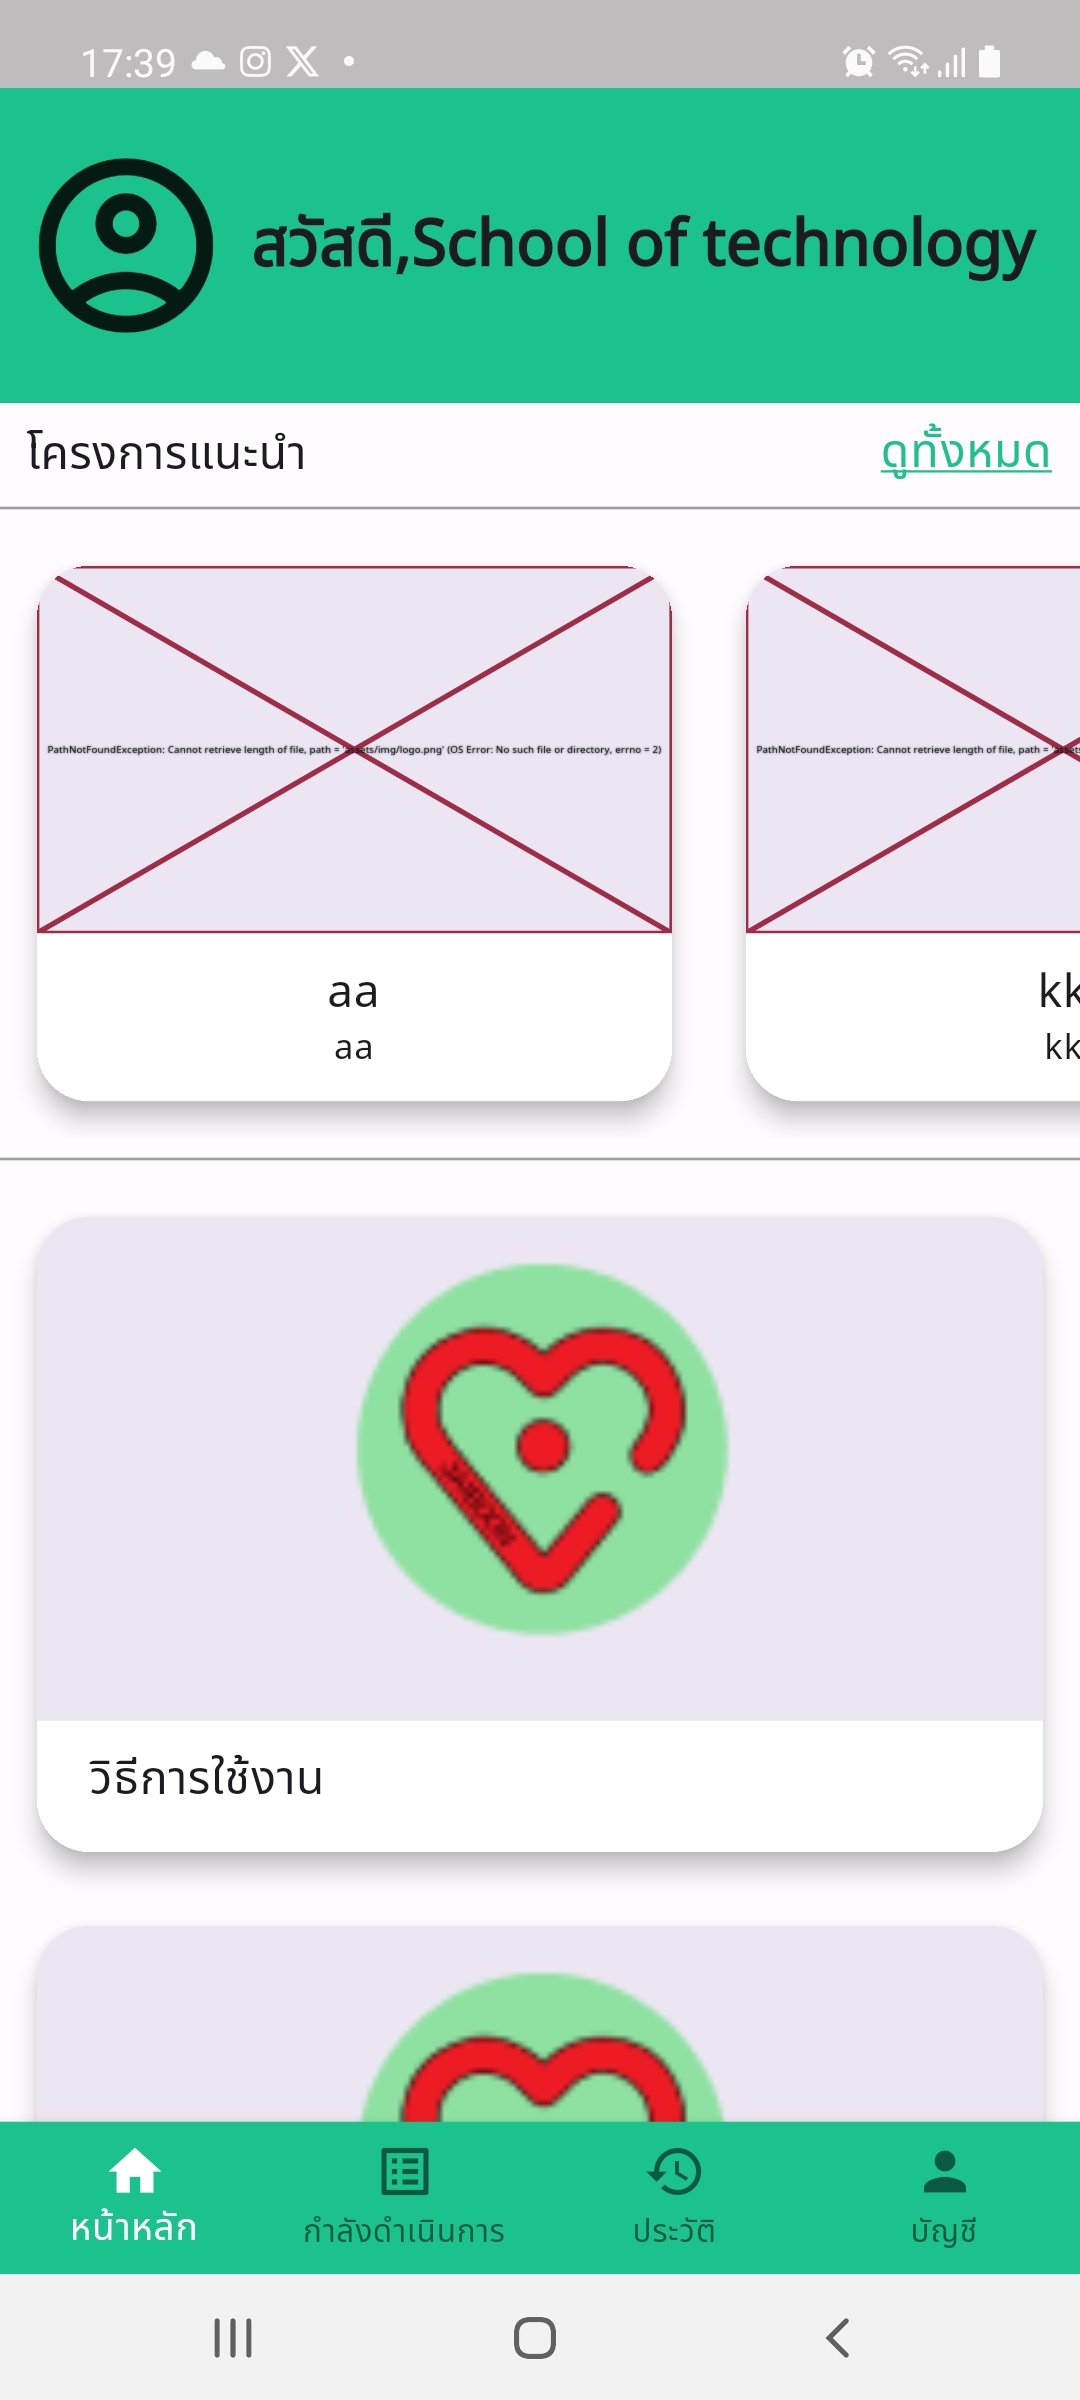 17:39
สวัสดี,School of technology
โครงการแนะนำ
ดูทั้งหมด
PathNotFoundException: Cannot retrieve length of file, path = 'assets/img/logo.png' (OS Error: No such file or directory, errno = 2)
PathNotFoundException: Cannot retrieve length of file, path = 'assets
aa
aa
kk
kk
วิธีการใช้งาน
หน้าหลัก
กำลังดำเนินการ
ประวัติ
บัญชี